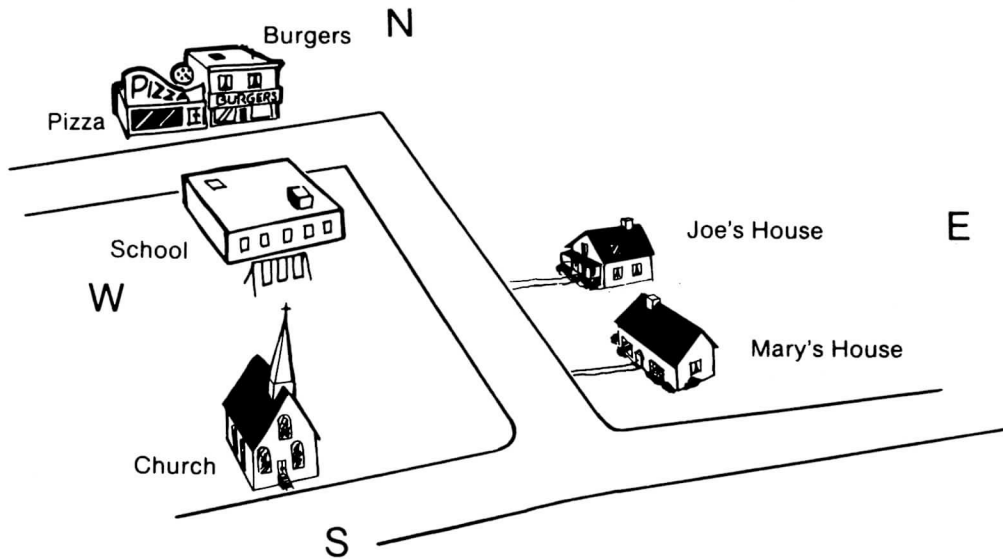 Burgers
N
PIZZA
BURGERS
Pizza
School
Joe's House
E
W
Mary's House
Church
S